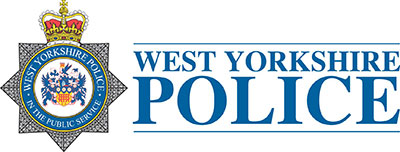 WEST YORKSHIRE POLICE
IN THE PUBLIC SERVICE
WEST YORKSHIRE
POLICE